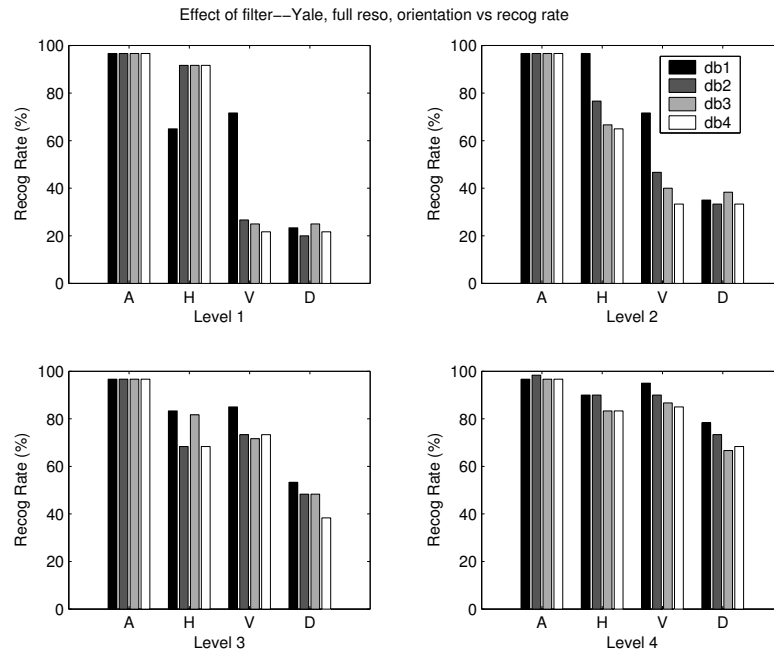 Effect of filter−−Yale, full reso, orientation vs recog rate
100
80
60
40
20
0
Recog Rate (%)
A H V D
Level 1
100
80
60
40
20
0
Recog Rate (%)
db1
db2
db3
db4
A H V D
Level 2
100
80
60
40
20
0
Recog Rate (%)
A H V D
Level 3
100
80
60
40
20
0
Recog Rate (%)
A H V D
Level 4